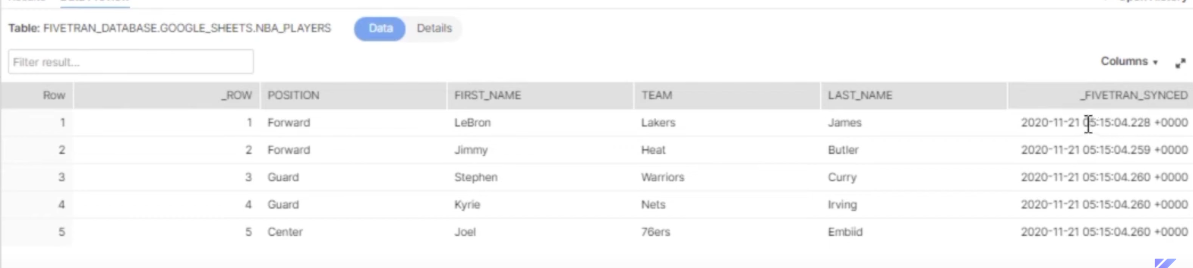 Data Preview
Table: FIVETRAN_DATABASE.GOOGLE_SHEETS.NBA_PLAYERS Data Details
Filter result...
Columns
Row _ROW POSITION FIRST_NAME TEAM LAST_NAME _FIVETRAN_SYNCED
1 1 Forward LeBron Lakers James 2020-11-21 05:15:04.228 +0000
2 2 Forward Jimmy Heat Butler 2020-11-21 05:15:04.259 +0000
3 3 Guard Stephen Warriors Curry 2020-11-21 05:15:04.260 +0000
4 4 Guard Kyrie Nets Irving 2020-11-21 05:15:04.260 +0000
5 5 Center Joel 76ers Embiid 2020-11-21 05:15:04.260 +0000